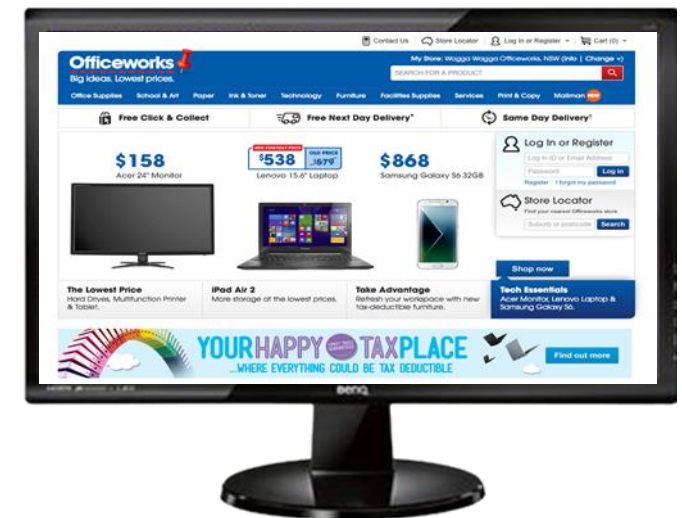 Contact Us Store Locator Log In or Register Cart (0)
Officeworks
Big ideas. Lowest prices.
My Store: Wagga Wagga Officeworks, NSW (Info | Change +)
SEARCH FOR A PRODUCT
Office Supplies School & Art Paper Ink & Toner Technology Furniture Facilities Supplies Services Print & Copy Mailman NEW
Free Click & Collect Free Next Day Delivery* Same Day Delivery†
$158
Acer 24" Monitor
$538 OLD PRICE $679
Lenovo 15.6" Laptop
$868
Samsung Galaxy S6 32GB
Log In or Register
Log In ID or Email Address
Password Log in
Register I forgot my password
Store Locator
Find your nearest Officeworks store
Suburb or postcode Search
Shop now
The Lowest Price
Hard Drives, Multifunction Printer
& Tablet.
iPad Air 2
More storage at the lowest prices.
Take Advantage
Refresh your workspace with new
tax-deductible furniture.
Tech Essentials
Acer Monitor, Lenovo Laptop &
Samsung Galaxy S6.
YOUR HAPPY TAXPLACE
...WHERE EVERYTHING COULD BE TAX DEDUCTIBLE
Find out more
BenQ